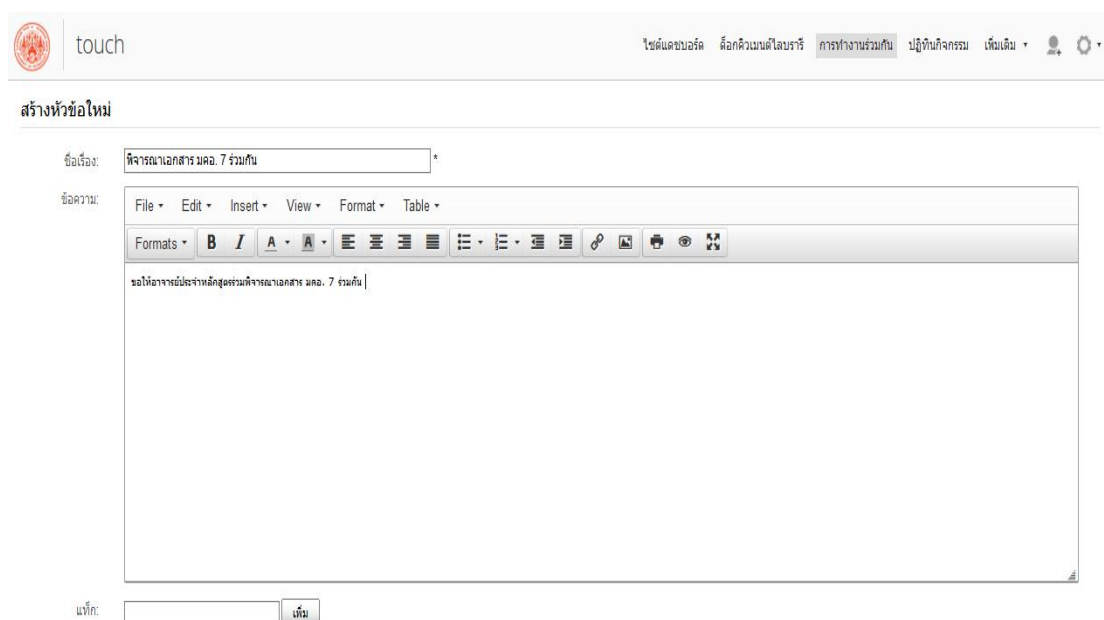 touch
ไซต์แดชบอร์ด ด็อกคิวเมนต์ไลบรารี การทำงานร่วมกัน ปฏิทินกิจกรรม เพิ่มเติม
สร้างหัวข้อใหม่
ชื่อเรื่อง: พิจารณาเอกสาร มคอ. 7 ร่วมกัน *
ข้อความ:
File Edit Insert View Format Table
Formats B I A A
ขอให้อาจารย์ประจำหลักสูตรร่วมพิจารณาเอกสาร มคอ. 7 ร่วมกัน
แท็ก: เพิ่ม